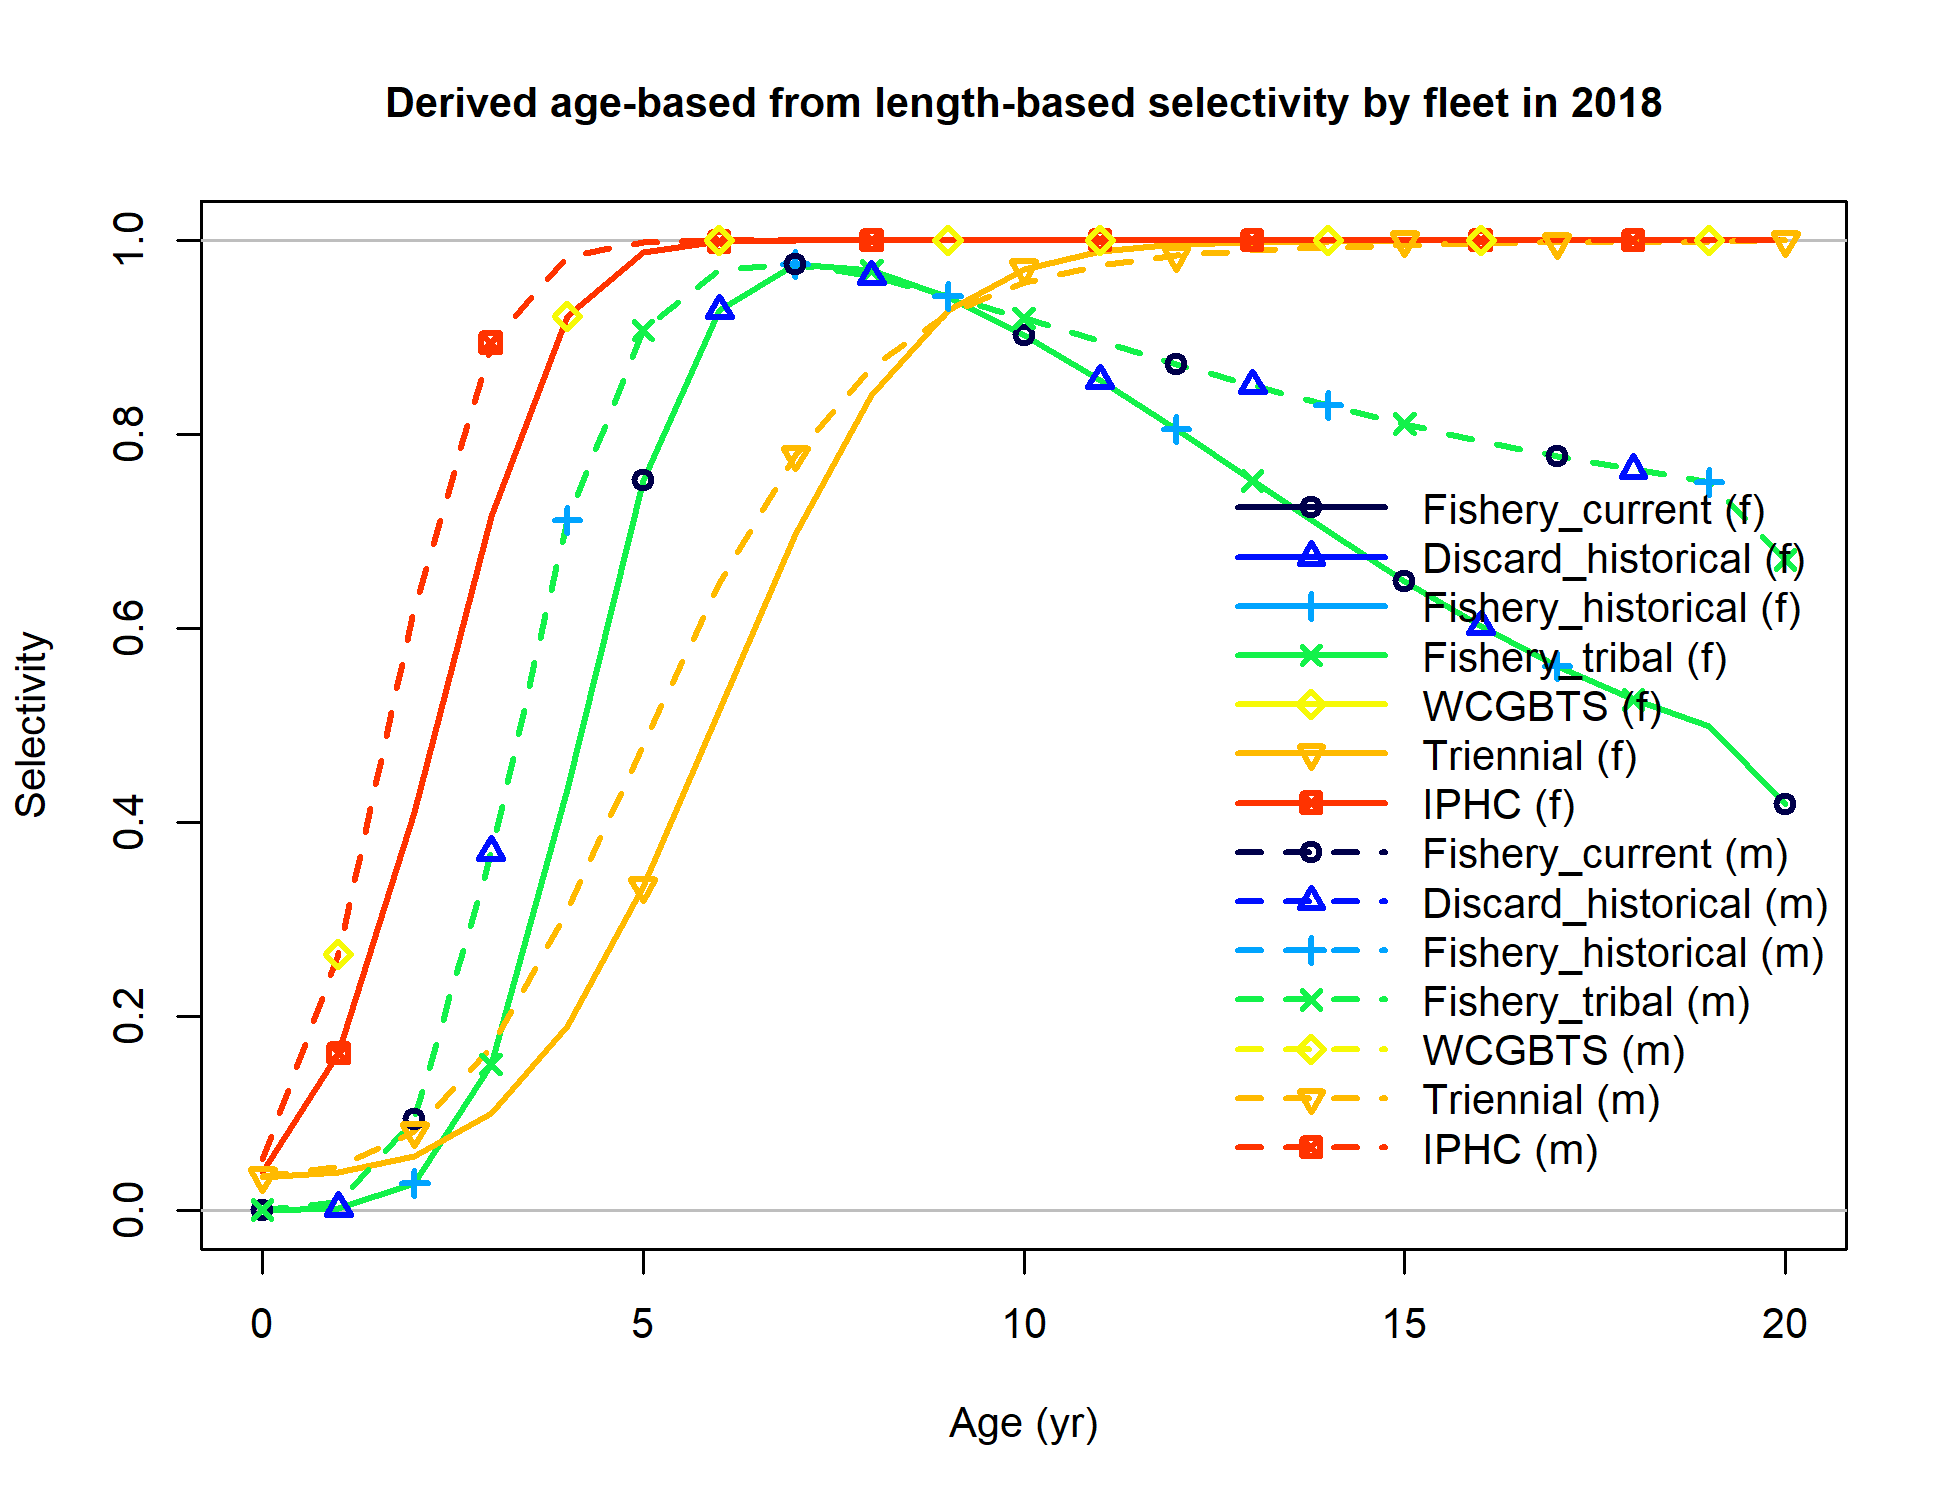 Derived age-based from length-based selectivity by fleet in 2018
1.0
0.8
0.6
0.4
0.2
0.0
Selectivity
Fishery_current (f)
Discard_historical (f)
Fishery_historical (f)
Fishery_tribal (f)
WCGBTS (f)
Triennial (f)
IPHC (f)
Fishery_current (m)
Discard_historical (m)
Fishery_historical (m)
Fishery_tribal (m)
WCGBTS (m)
Triennial (m)
IPHC (m)
0 5 10 15 20
Age (yr)